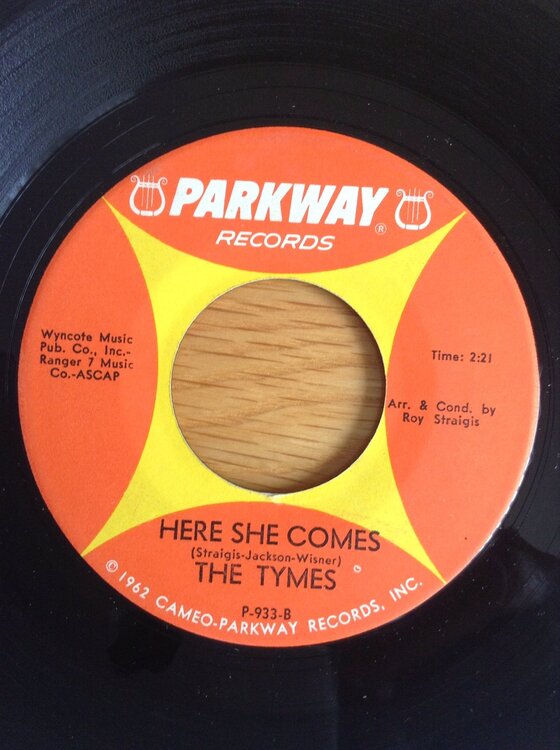 PARKWAY ®
RECORDS
Wyncote Music
Pub. Co., Inc.-
Ranger 7 Music
Co.-ASCAP
Time: 2:21
Arr. & Cond. by
Roy Straigis
HERE SHE COMES
(Straigis-Jackson-Wisner)
THE TYMES
P-933-B
© 1962 CAMEO-PARKWAY RECORDS, INC.